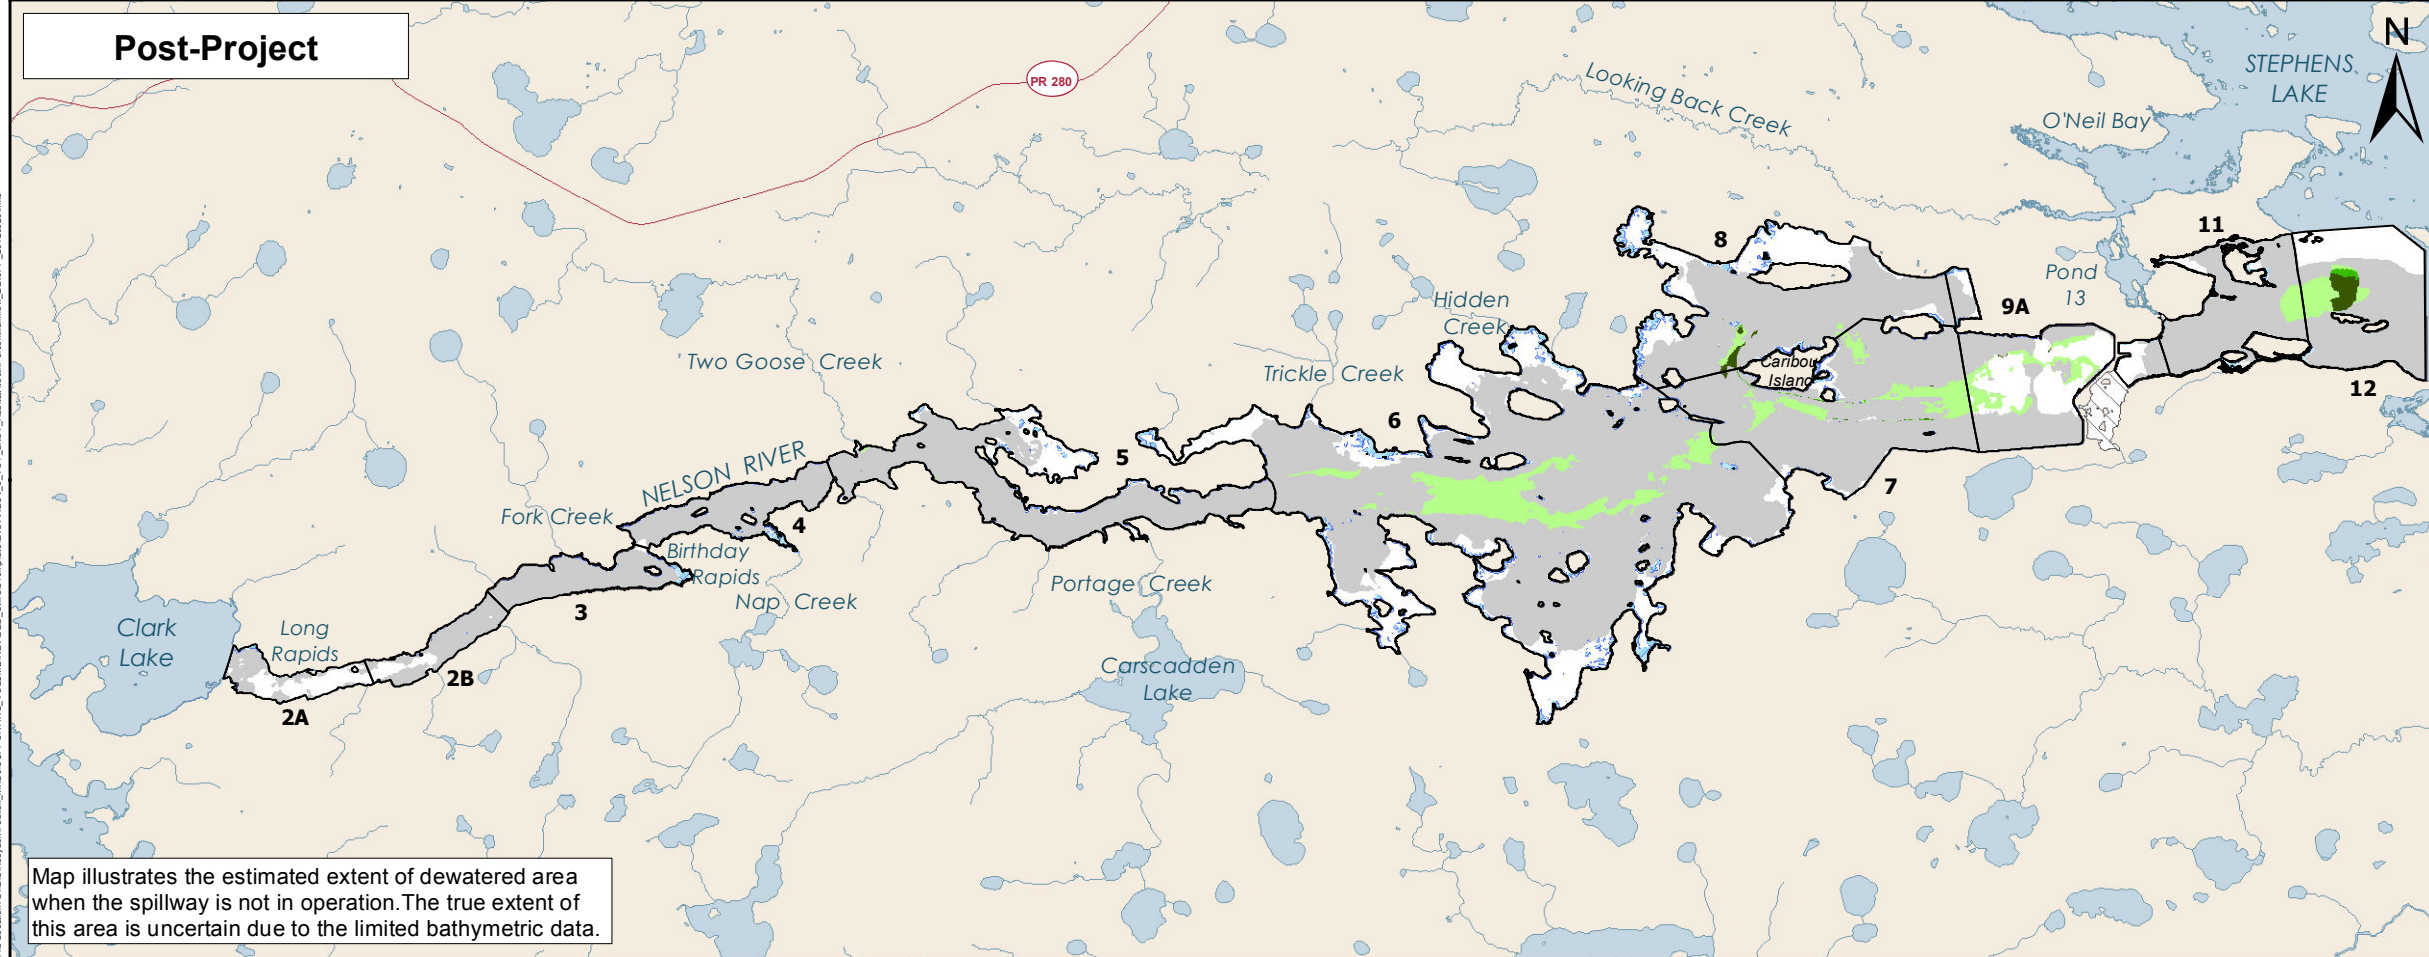 Post-Project
PR 280
N
STEPHENS
LAKE
Looking Back Creek
O'Neil Bay
11
8
Pond
13
9A
Hidden
Creek
Two Goose Creek
Trickle Creek
Caribou
Island
12
6
5
7
NELSON RIVER
Fork Creek
4
Birthday
Rapids
Portage Creek
Nap Creek
3
Clark
Lake
Long
Rapids
2B
2A
Carscadden
Lake
Map illustrates the estimated extent of dewatered area
when the spillway is not in operation.The true extent of
this area is uncertain due to the limited bathymetric data.